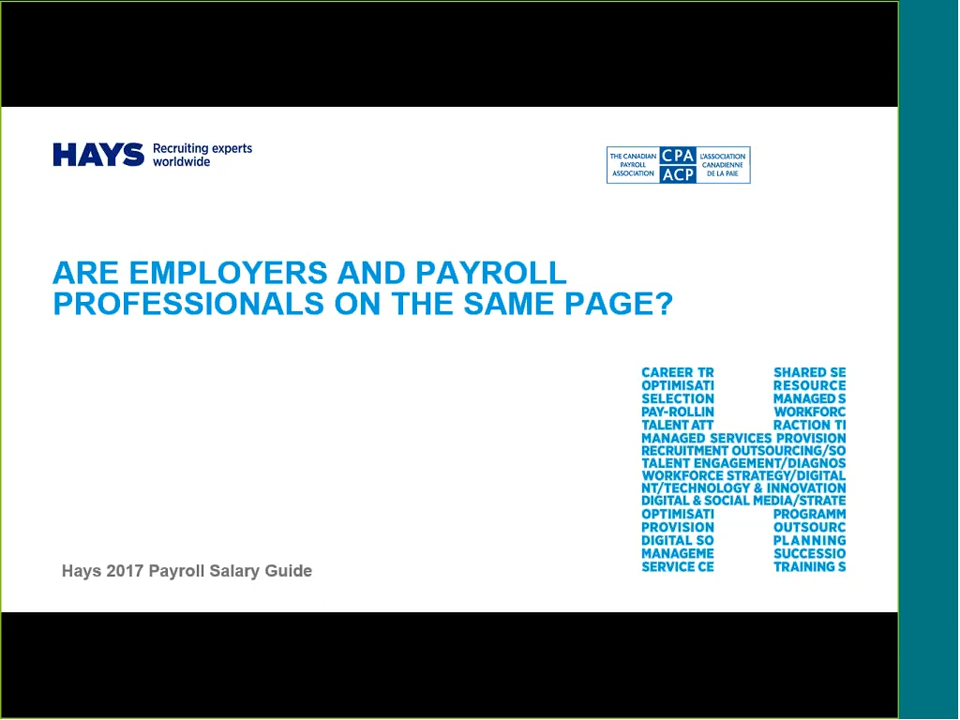 HAYS Recruiting experts
worldwide
THE CANADIAN
PAYROLL
ASSOCIATION
CPA
ACP
L'ASSOCIATION
CANADIENNE
DE LA PAIE
ARE EMPLOYERS AND PAYROLL
PROFESSIONALS ON THE SAME PAGE?
CAREER TR SHARED SE
OPTIMISATI RESOURCE
SELECTION MANAGED S
PAY-ROLLIN WORKFORC
TALENT ATT RACTION TI
MANAGED SERVICES PROVISION
RECRUITMENT OUTSOURCING/SO
TALENT ENGAGEMENT/DIAGNOS
WORKFORCE STRATEGY/DIGITAL
NT/TECHNOLOGY & INNOVATION
DIGITAL & SOCIAL MEDIA/STRATE
OPTIMISATI PROGRAMM
PROVISION OUTSOURC
DIGITAL SO PLANNING
MANAGEME SUCCESSIO
SERVICE CE TRAINING S
Hays 2017 Payroll Salary Guide